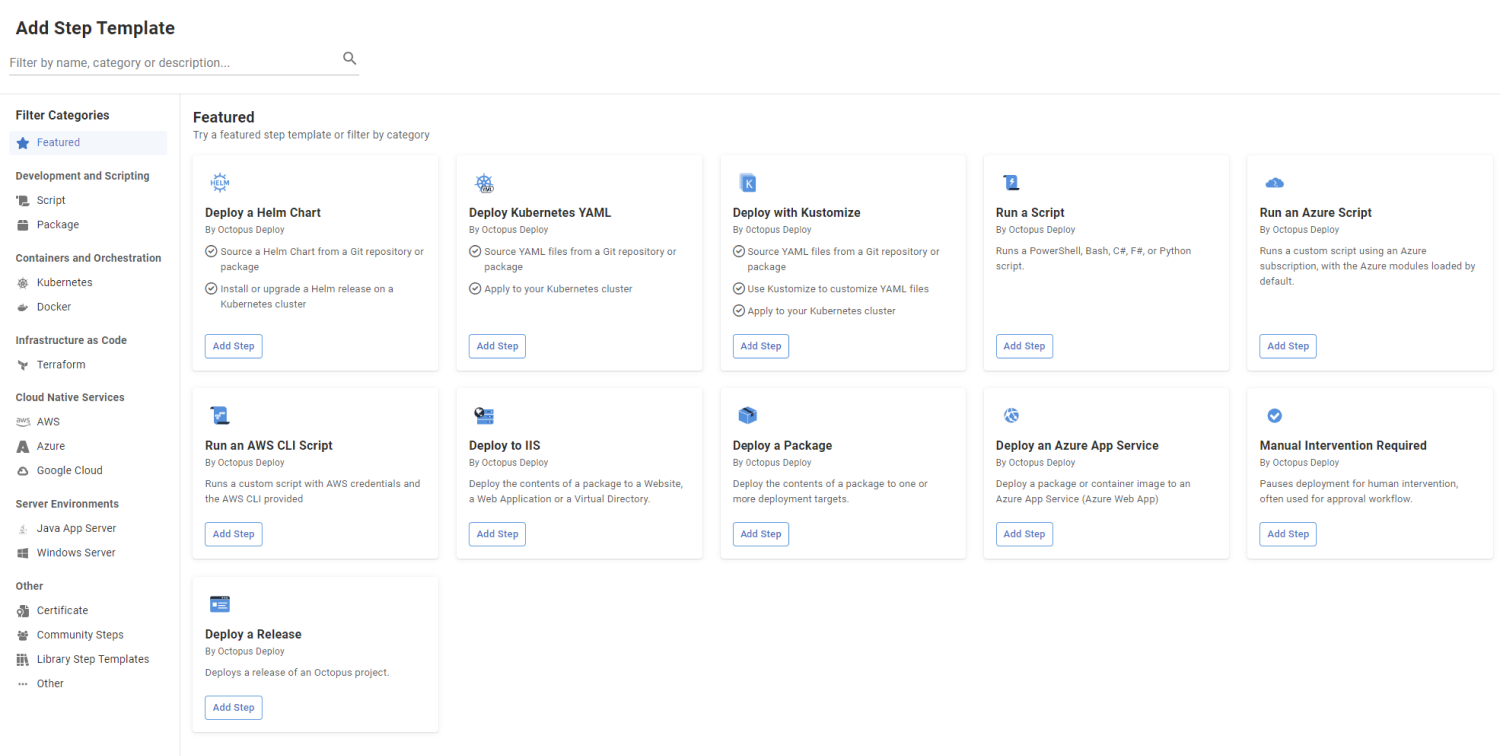 Add Step Template
Filter by name, category or description...
Filter Categories
Featured
Development and Scripting
Script
Package
Containers and Orchestration
Kubernetes
Docker
Infrastructure as Code
Terraform
Cloud Native Services
aws AWS
Azure
Google Cloud
Server Environments
Java App Server
Windows Server
Other
Certificate
Community Steps
Library Step Templates
Other
Featured
Try a featured step template or filter by category
HELM
Deploy a Helm Chart
By Octopus Deploy
Source a Helm Chart from a Git repository or
package
Install or upgrade a Helm release on a
Kubernetes cluster
Add Step
Deploy Kubernetes YAML
By Octopus Deploy
Source YAML files from a Git repository or
package
Apply to your Kubernetes cluster
Add Step
K
Deploy with Kustomize
By Octopus Deploy
Source YAML files from a Git repository or
package
Use Kustomize to customize YAML files
Apply to your Kubernetes cluster
Add Step
Run a Script
By Octopus Deploy
Runs a PowerShell, Bash, C#, F#, or Python
script.
Add Step
Run an Azure Script
By Octopus Deploy
Runs a custom script using an Azure
subscription, with the Azure modules loaded by
default.
Add Step
Run an AWS CLI Script
By Octopus Deploy
Runs a custom script with AWS credentials and
the AWS CLI provided
Add Step
Deploy to IIS
By Octopus Deploy
Deploy the contents of a package to a Website,
a Web Application or a Virtual Directory.
Add Step
Deploy a Package
By Octopus Deploy
Deploy the contents of a package to one or
more deployment targets.
Add Step
Deploy an Azure App Service
By Octopus Deploy
Deploy a package or container image to an
Azure App Service (Azure Web App)
Add Step
Manual Intervention Required
By Octopus Deploy
Pauses deployment for human intervention,
often used for approval workflow.
Add Step
Deploy a Release
By Octopus Deploy
Deploys a release of an Octopus project.
Add Step